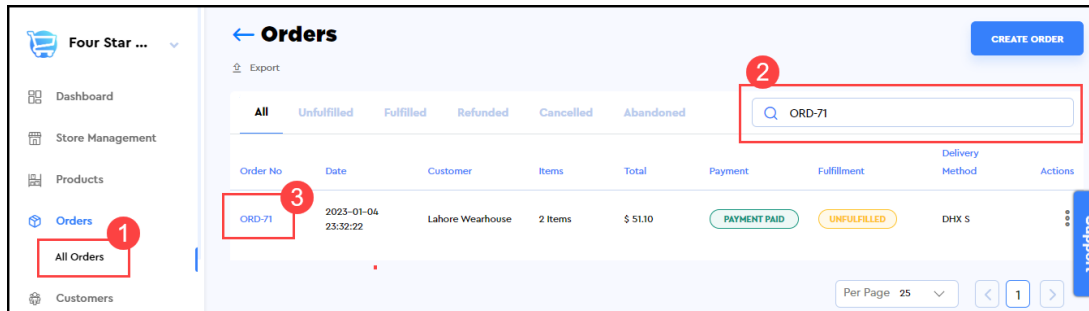 Four Star ...
Dashboard
Store Management
Products
Orders
1
All Orders
Customers
← Orders
CREATE ORDER
Export
2
All Unfulfilled Fulfilled Refunded Cancelled Abandoned
ORD-71
Order No Date Customer Items Total Payment Fulfillment Delivery Method Actions
3
ORD-71 2023-01-04 23:32:22 Lahore Wearhouse 2 Items $ 51.10 PAYMENT PAID UNFULFILLED DHX S
Support
Per Page 25 < 1 >